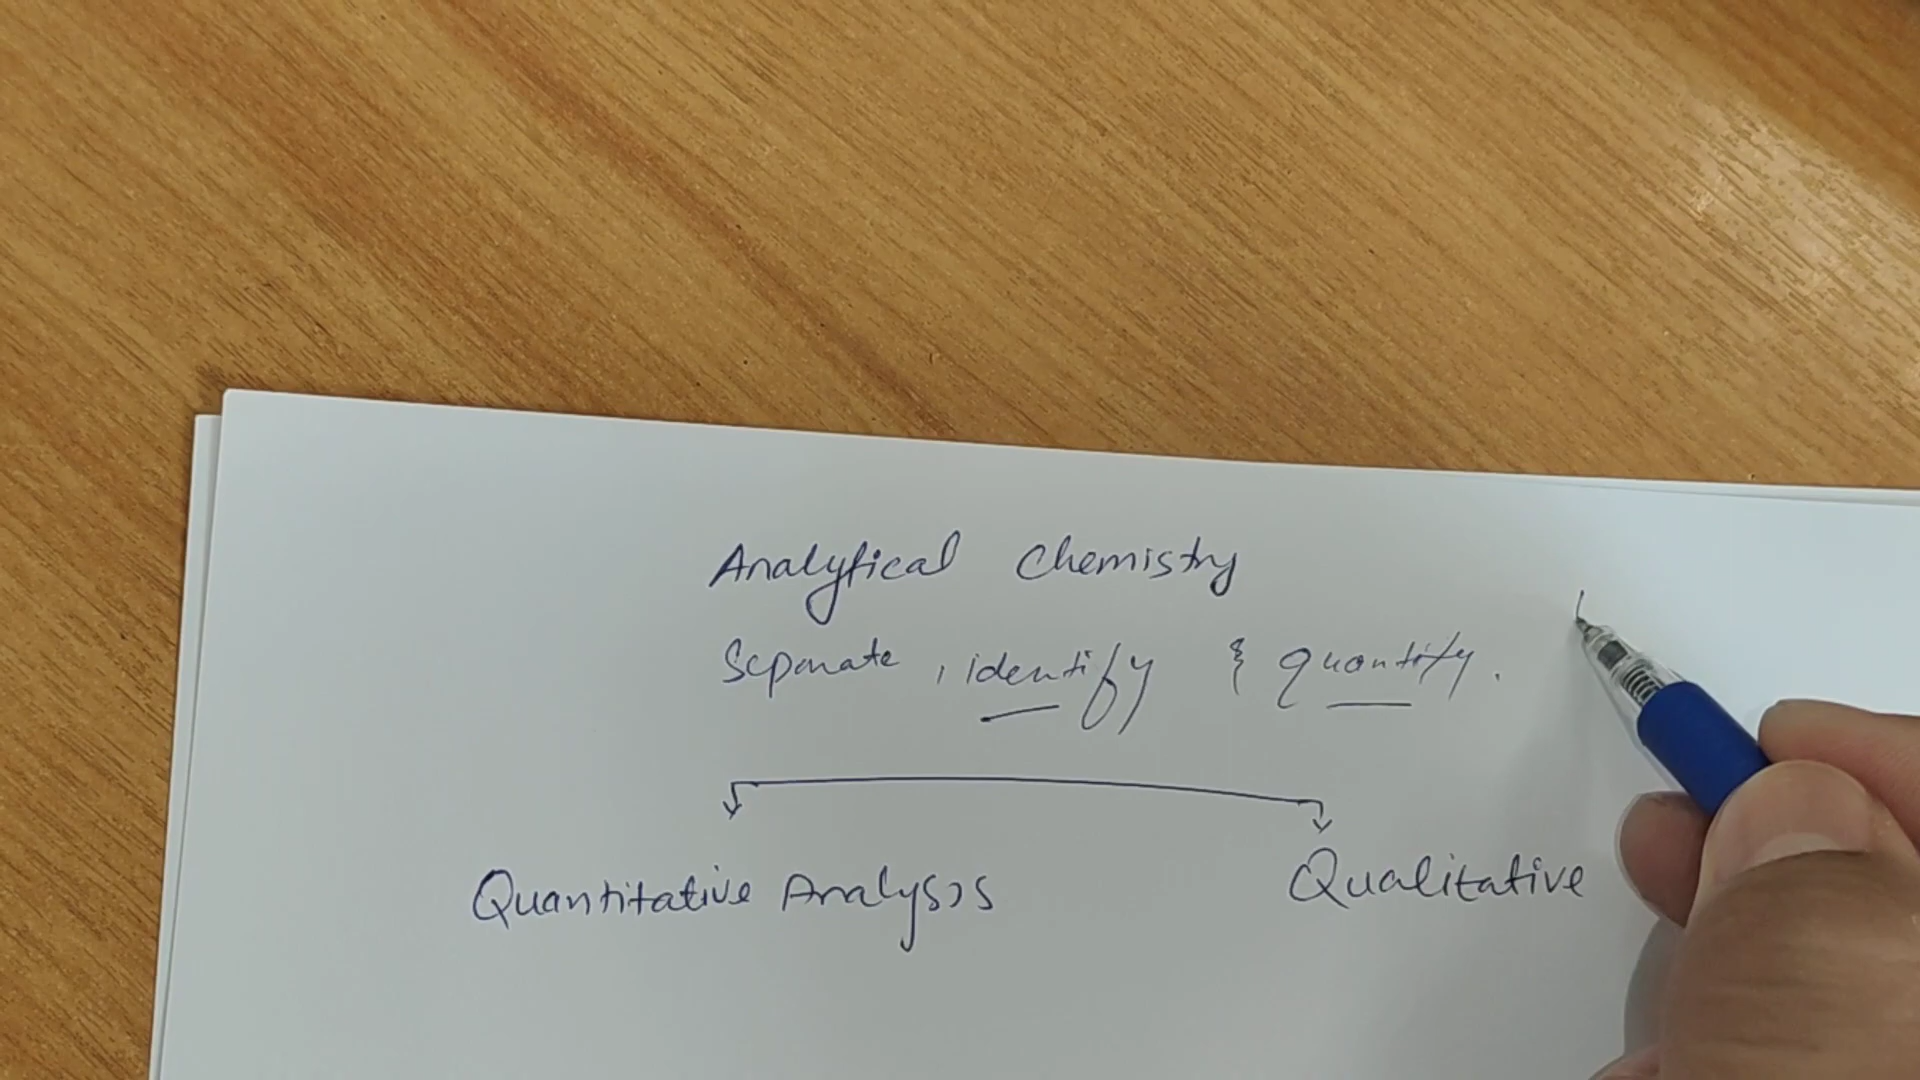 Analytical Chemistry
Separate, identify & quantify.
Quantitative Analysis Qualitative